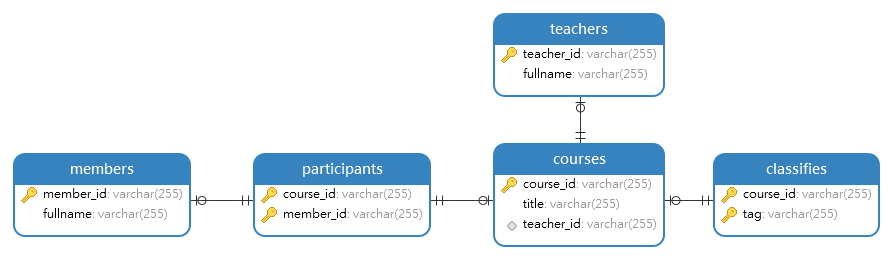 teachers
teacher_id: varchar(255)
fullname: varchar(255)
members
member_id: varchar(255)
fullname: varchar(255)
participants
course_id: varchar(255)
member_id: varchar(255)
courses
course_id: varchar(255)
title: varchar(255)
teacher_id: varchar(255)
classifies
course_id: varchar(255)
tag: varchar(255)